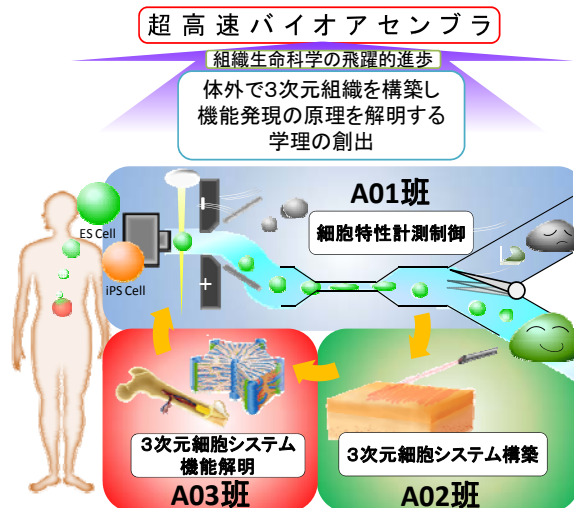 超高速バイオアセンブラ
組織生命科学の飛躍的進歩
体外で3次元組織を構築し
機能発現の原理を解明する
学理の創出
A01班
ES Cell
細胞特性計測制御
iPS Cell
+
3次元細胞システム
機能解明
A03班
3次元細胞システム構築
A02班